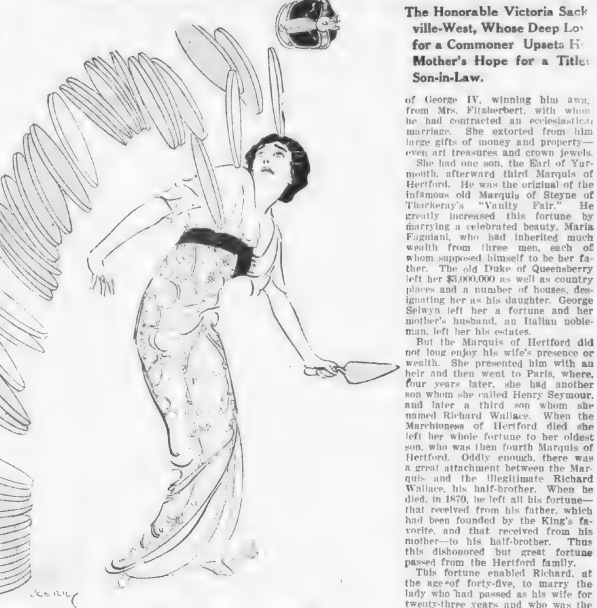 The Honorable Victoria Sack
ville-West, Whose Deep Lo
for a Commoner Upsets H
Mother's Hope for a Title
Son-in-Law.
of George IV, winning him awa
from Mrs. Fitzherbert, with whom
he had contracted an ecclesiastical
marriage. She extorted from him
large gifts of money and property—
even art treasures and crown jewels.
She had one son, the Earl of Yar-
mouth, afterward third Marquis of
Hertford. He was the original of the
infamous old Marquis of Steyne of
Thackeray's "Vanity Fair." He
greatly increased this fortune by
marrying a celebrated beauty, Maria
Fagniani, who had inherited much
wealth from three men, each of
whom supposed himself to be her fa-
ther. The old Duke of Queensberry
left her $3,000,000 as well as country
places and a number of houses, des-
ignating her as his daughter. George
Selwyn left her a fortune and her
mother's husband, an Italian noble-
man, left her his estates.
But the Marquis of Hertford did
not long enjoy his wife's presence or
wealth. She presented him with an
heir and then went to Paris, where,
four years later, she had another
son whom she called Henry Seymour,
and later a third son whom she
named Richard Wallace. When the
Marchioness of Hertford died she
left her whole fortune to her oldest
son, who was then fourth Marquis of
Hertford. Oddly enough, there was
a great attachment between the Mar-
quis and the illegitimate Richard
Wallace, his half-brother. When he
died, in 1870, he left all his fortune—
that received from his father, which
had been founded by the King's fa-
vorite, and that received from his
mother—to his half-brother. Thus
this dishonored but great fortune
passed from the Hertford family.
This fortune enabled Richard, at
the age of forty-five, to marry the
lady who had passed as his wife for
twenty-three years and who was the